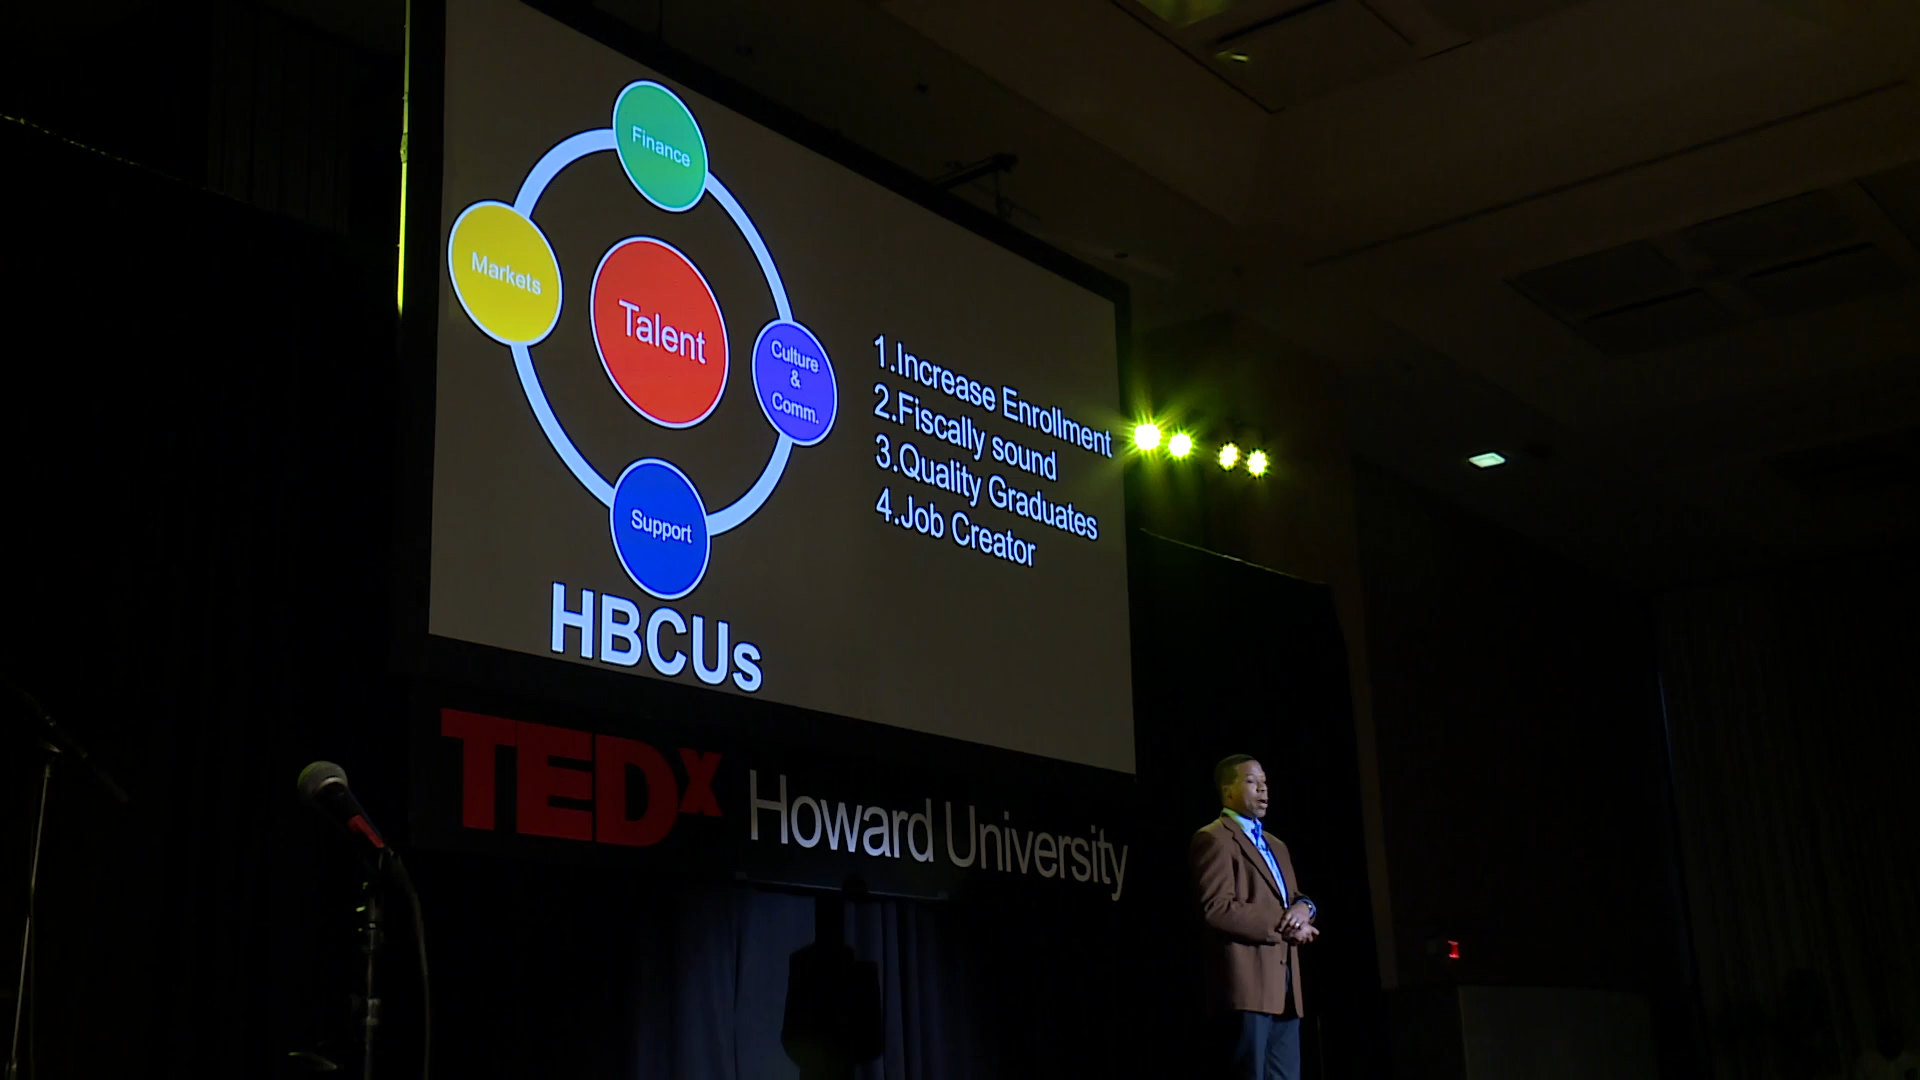 Finance
Markets
Talent
Culture
&
Comm.
Support
HBCUs
1.Increase Enrollment
2.Fiscally sound
3.Quality Graduates
4.Job Creator
TEDx Howard University